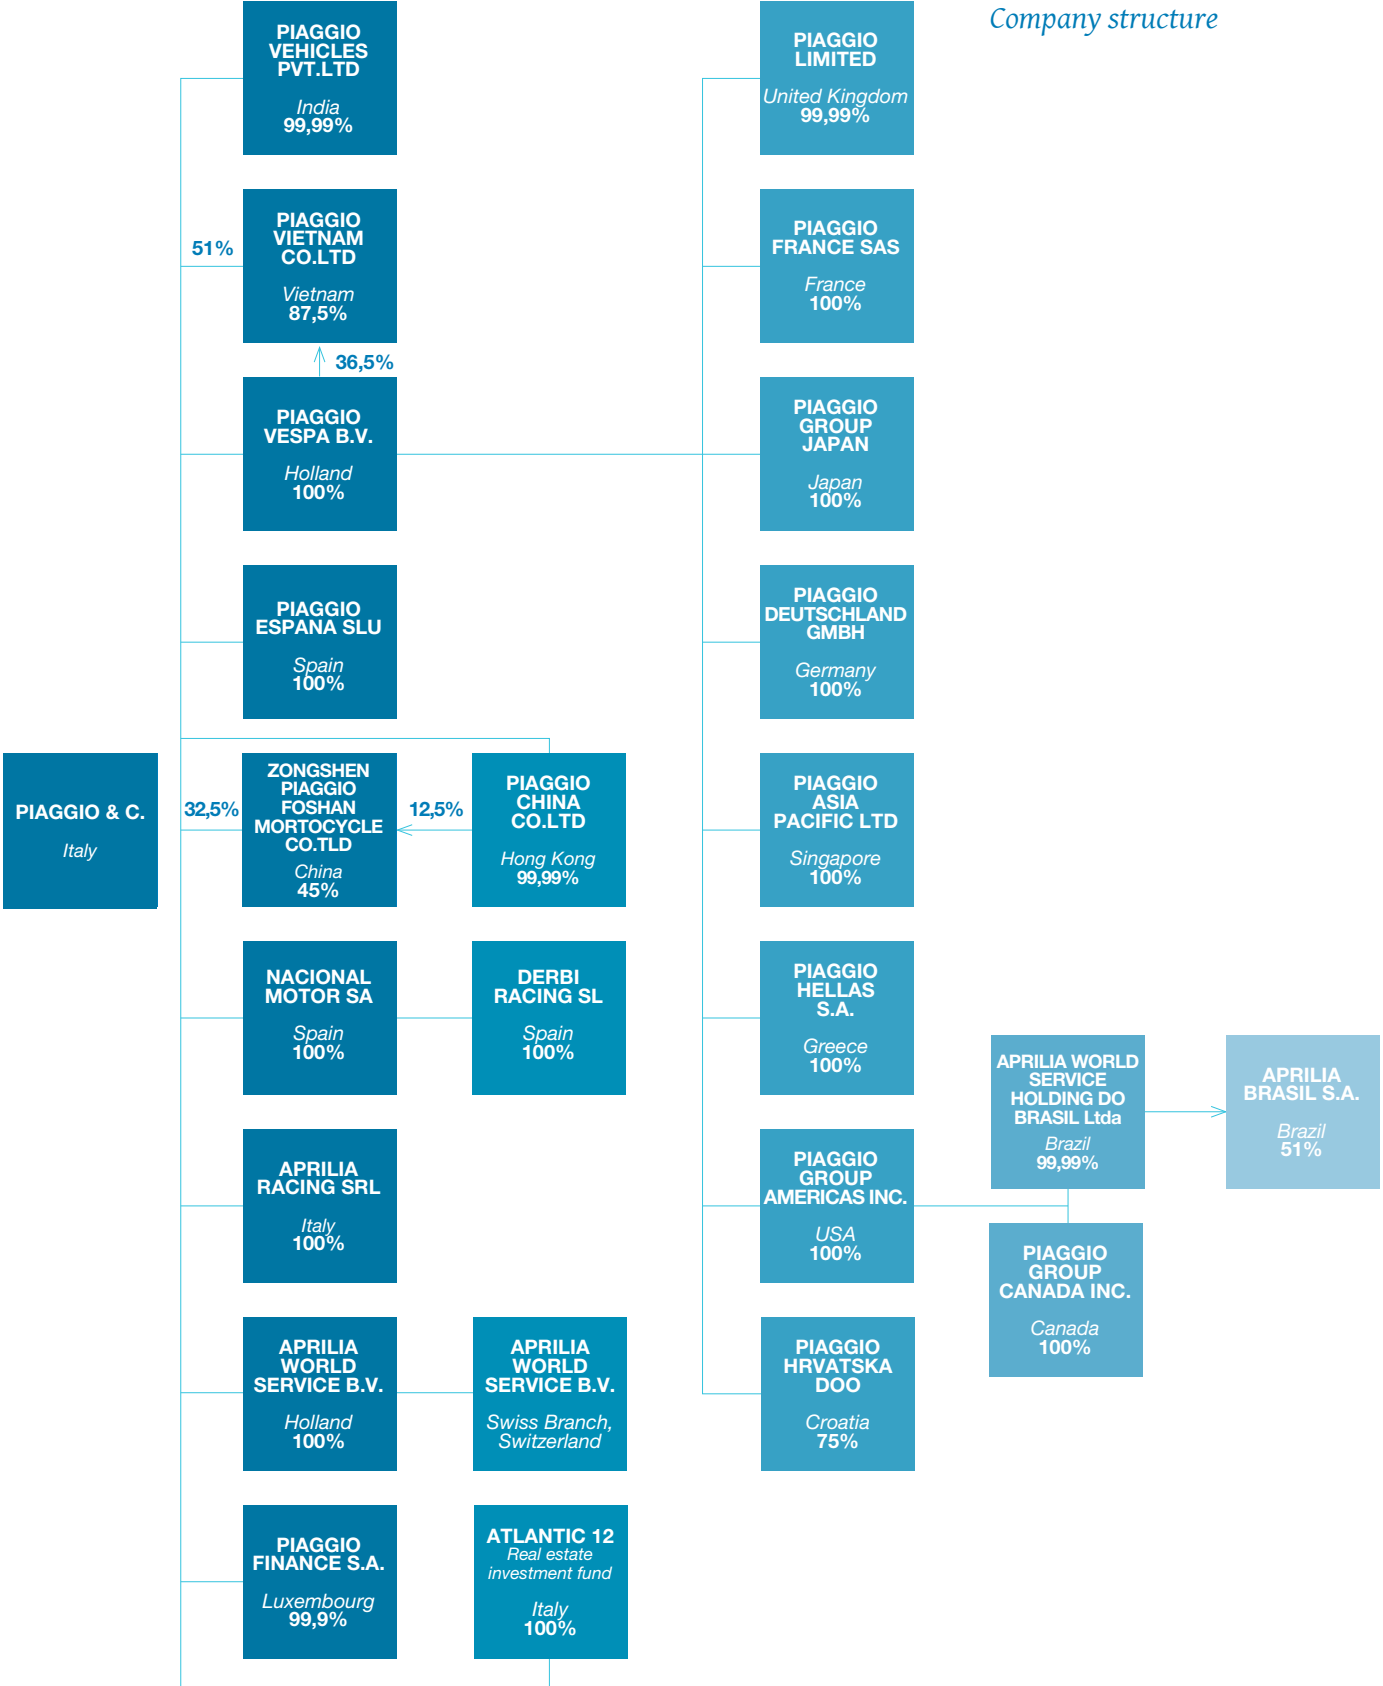 Company structure
PIAGGIO
VEHICLES
PVT.LTD
India
99,99%
51%
PIAGGIO
VIETNAM
CO.LTD
Vietnam
87,5%
36,5%
PIAGGIO
VESPA B.V.
Holland
100%
PIAGGIO
ESPANA SLU
Spain
100%
PIAGGIO & C.
Italy
32,5%
ZONGSHEN
PIAGGIO
FOSHAN
MORTOCYCLE
CO.TLD
China
45%
12,5%
PIAGGIO
CHINA
CO.LTD
Hong Kong
99,99%
NACIONAL
MOTOR SA
Spain
100%
DERBI
RACING SL
Spain
100%
APRILIA
RACING SRL
Italy
100%
APRILIA
WORLD
SERVICE B.V.
Holland
100%
APRILIA
WORLD
SERVICE B.V.
Swiss Branch,
Switzerland
PIAGGIO
FINANCE S.A.
Luxembourg
99,9%
ATLANTIC 12
Real estate
investment fund
Italy
100%
PIAGGIO
LIMITED
United Kingdom
99,99%
PIAGGIO
FRANCE SAS
France
100%
PIAGGIO
GROUP
JAPAN
Japan
100%
PIAGGIO
DEUTSCHLAND
GMBH
Germany
100%
PIAGGIO
ASIA
PACIFIC LTD
Singapore
100%
PIAGGIO
HELLAS
S.A.
Greece
100%
PIAGGIO
GROUP
AMERICAS INC.
USA
100%
PIAGGIO
HRVATSKA
DOO
Croatia
75%
APRILIA WORLD
SERVICE
HOLDING DO
BRASIL Ltda
Brazil
99,99%
APRILIA
BRASIL S.A.
Brazil
51%
PIAGGIO
GROUP
CANADA INC.
Canada
100%